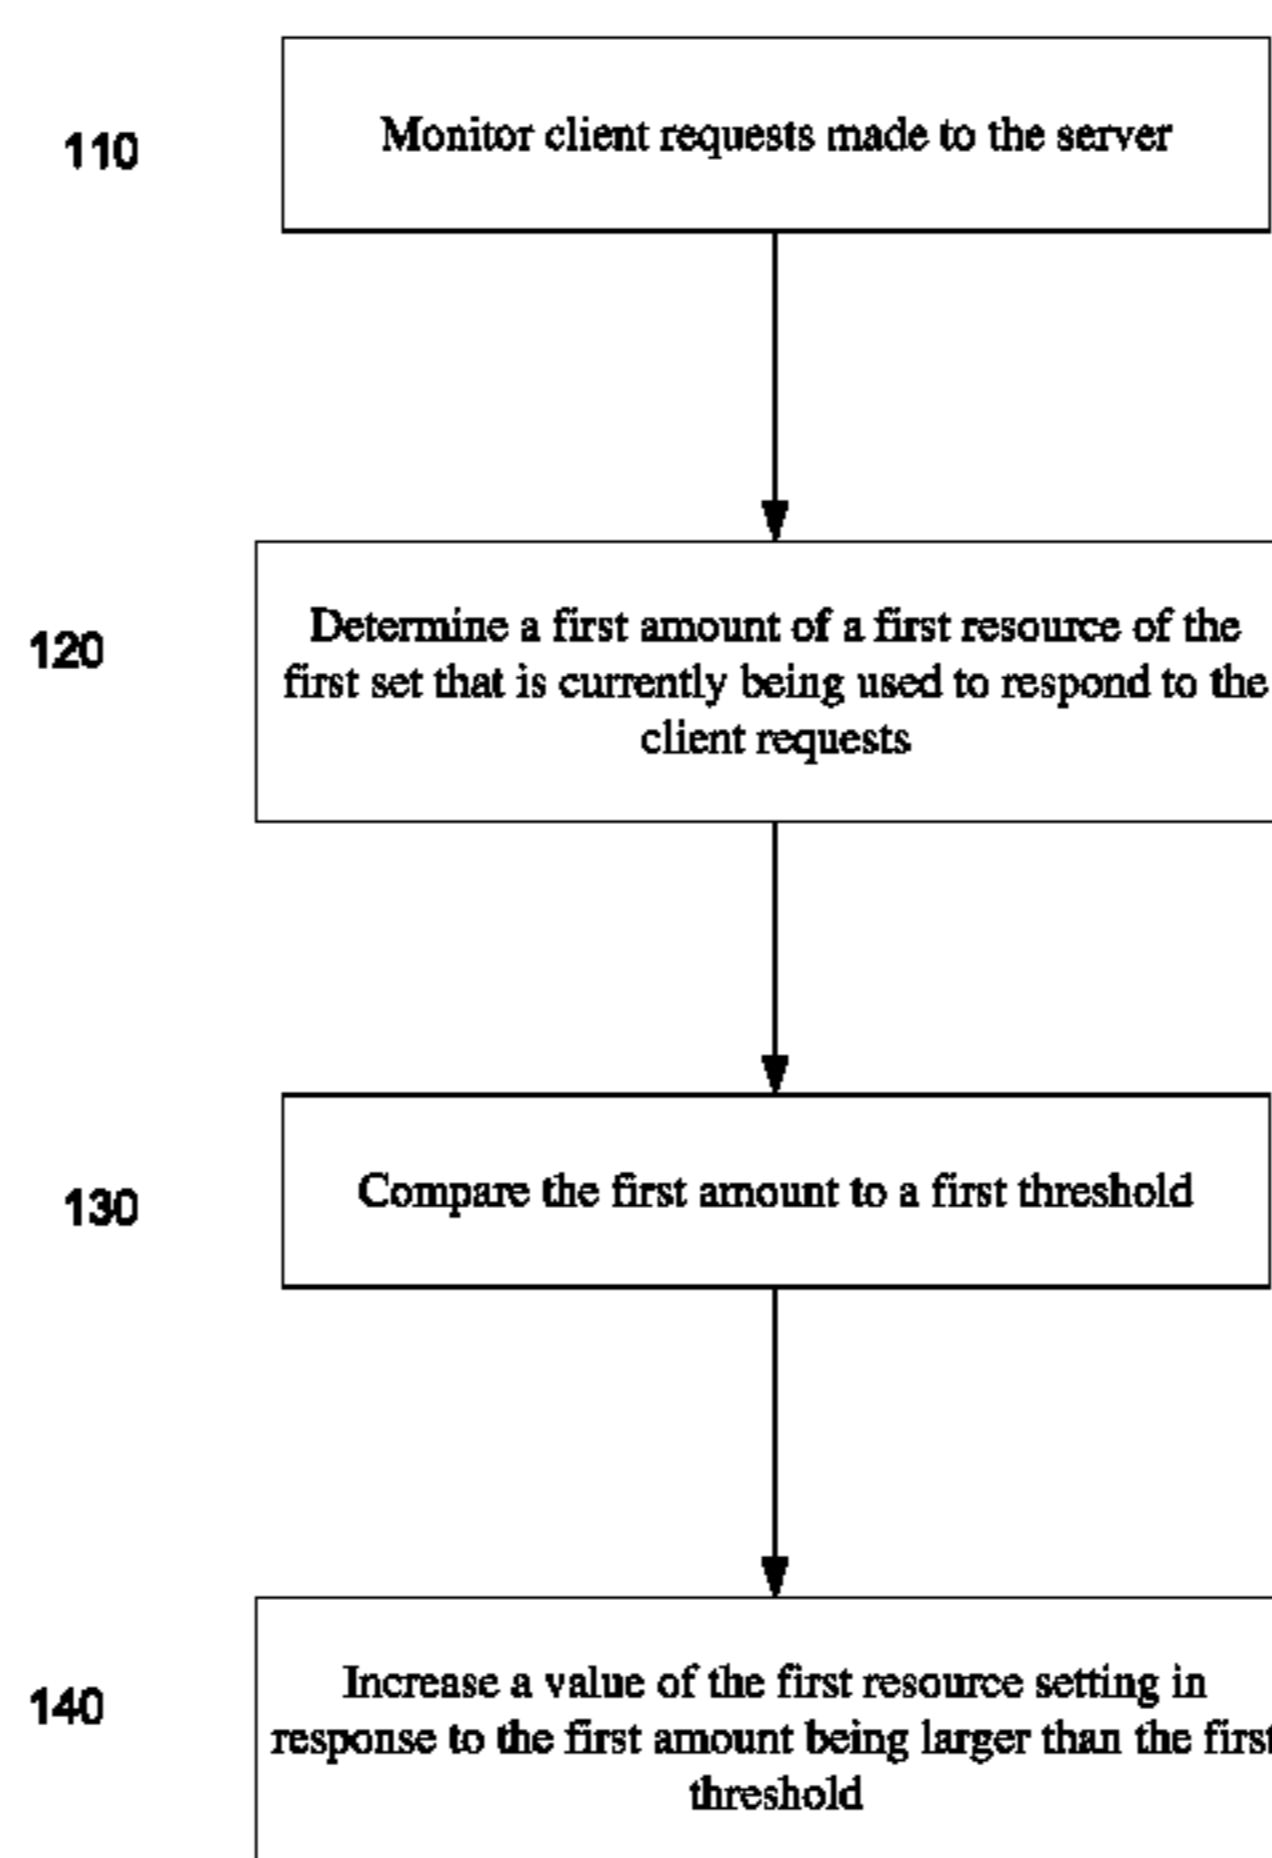 110
Monitor client requests made to the server
120
Determine a first amount of a first resource of the
first set that is currently being used to respond to the
client requests
130
Compare the first amount to a first threshold
140
Increase a value of the first resource setting in
response to the first amount being larger than the first
threshold